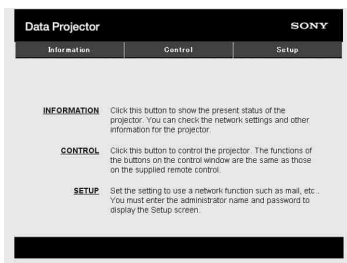 Data Projector
SONY
Information Control Setup
INFORMATION Click this button to show the present status of the
projector. You can check the network settings and other
information for the projector.
CONTROL Click this button to control the projector. The functions of
the buttons on the control window are the same as those
on the supplied remote control.
SETUP Set the setting to use a network function such as mail, etc..
You must enter the administrator name and password to
display the Setup screen.